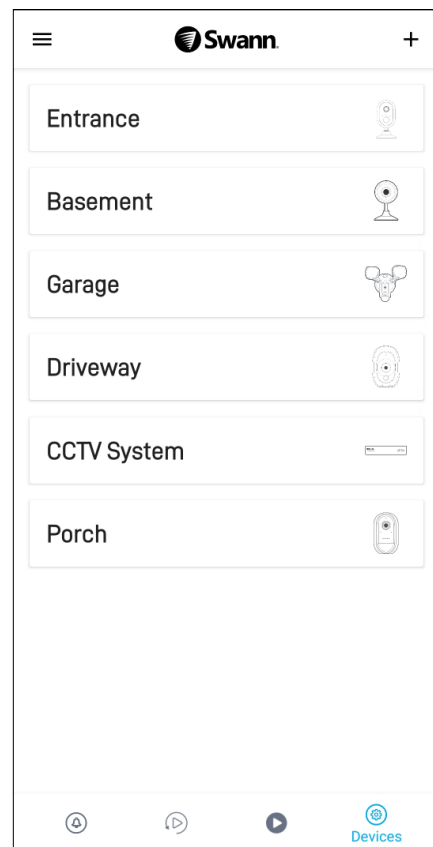 Swann
Entrance
Basement
Garage
Driveway
CCTV System
Porch
Devices